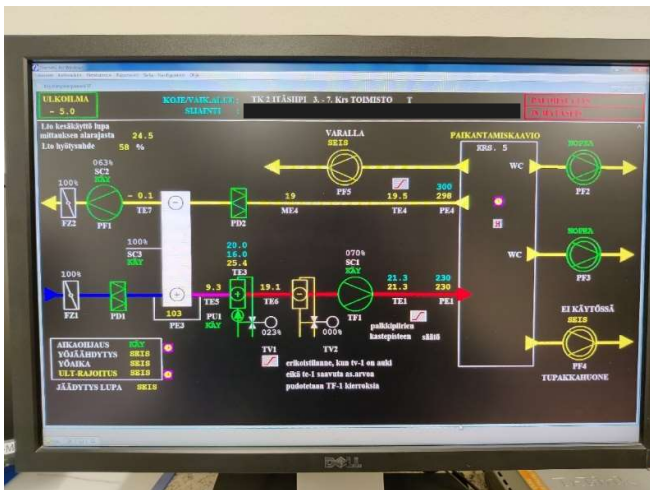 ULKOILMA
- 5.0
KOJE/VAIK.ALUE: TK 2 ITÄSIIPI 3. - 7. Krs TOIMISTO T
SIJAINTI :
Lto kesäkäyttö lupa
mittauksen alarajasta 24.5
Lto hyötysuhde 58 %
VARALLA
SEIS
PF5
PAIKANTAMISKAAVIO
KRS. 5
WC
NOPEA
PF2
063%
SC2
KÄY
100%
FZ2
PF1
- 0.1
TE7
PD2
19
ME4
19.5
TE4
300
298
PE4
100%
SC3
KÄY
20.0
16.0
25.4
TE3
070%
SC1
KÄY
WC
NOPEA
PF3
100%
FZ1
PD1
103
PE3
9.3
TE5
PU1
KÄY
19.1
TE6
TF1
21.3
21.3
TE1
230
230
PE1
023%
TV1
000%
TV2
palkkipiirien
kastepisteen säätö
EI KÄYTÖSSÄ
SEIS
PF4
TUPAKKAHUONE
AIKAOHJAUS KÄY
YÖJÄÄHDYTYS SEIS
YÖAIKA SEIS
ULT-RAJOITUS SEIS
JÄÄDYTYS LUPA SEIS
erikoistilanne, kun tv-1 on auki
eikä te-1 saavuta as.arvoa
pudotetaan TF-1 kierroksia
DELL